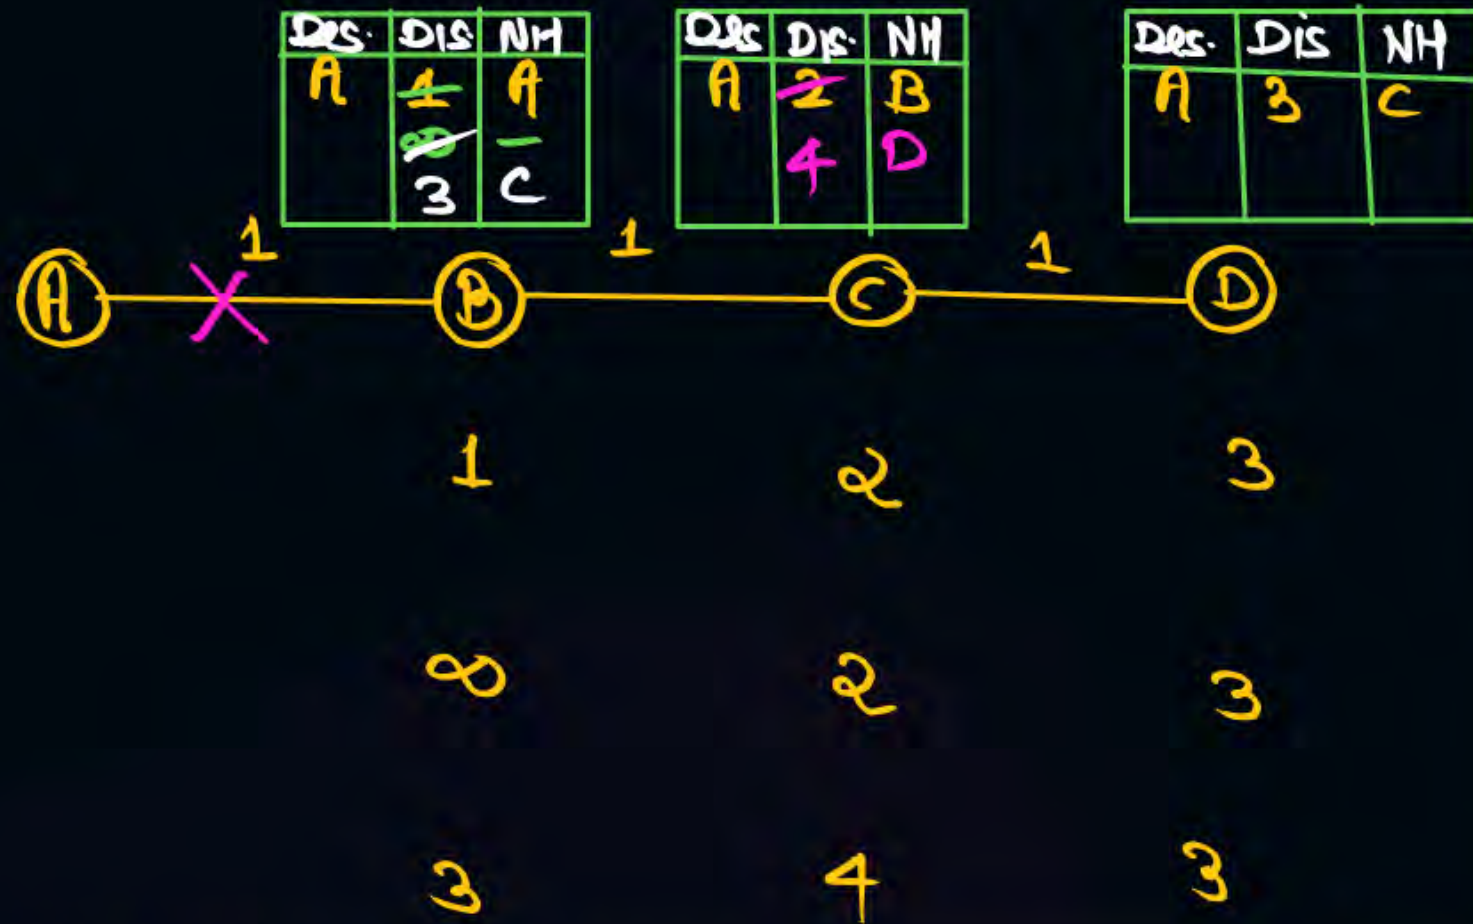 Des. Dis. NH
A 1 A
∞ —
3 C
Des Dis. NH
A 2 B
4 D
Des. Dis NH
A 3 C
1 1 1
A B C D
1 2 3
∞ 2 3
3 4 3